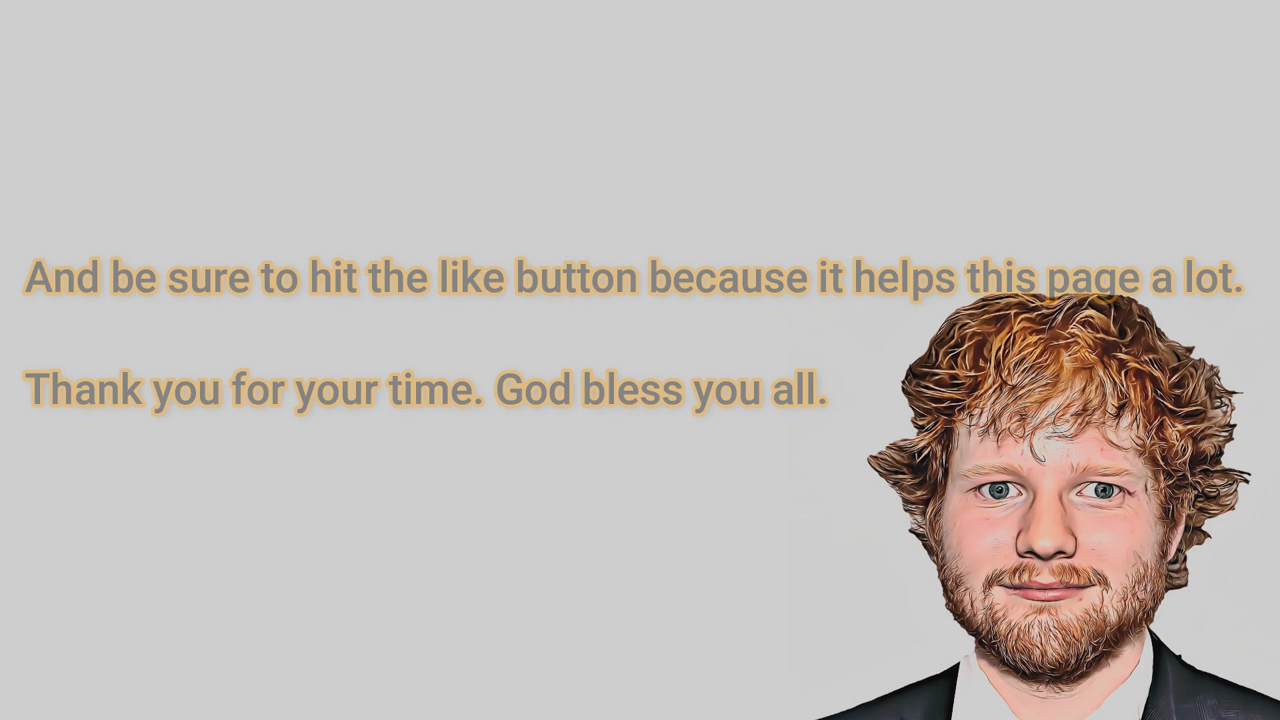 And be sure to hit the like button because it helps this page a lot.
Thank you for your time. God bless you all.